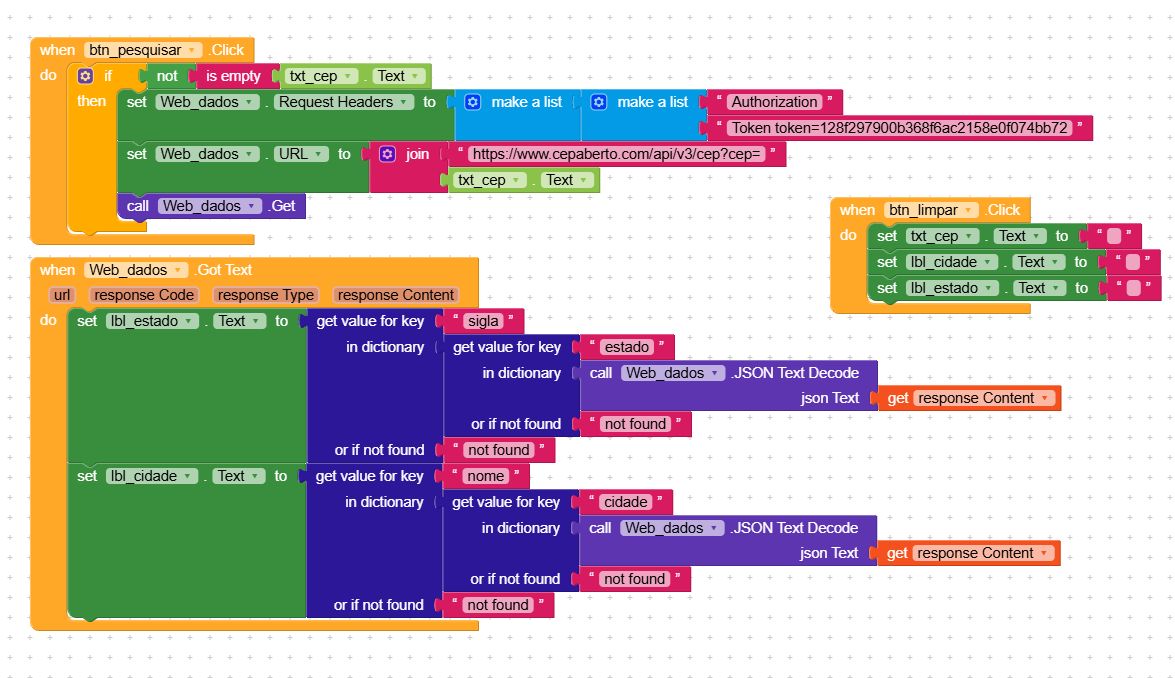 when btn_pesquisar .Click
do if not is empty txt_cep . Text
then set Web_dados . Request Headers to make a list make a list " Authorization "
" Token token=128f297900b368f6ac2158e0f074bb72 "
set Web_dados . URL to join " https://www.cepaberto.com/api/v3/cep?cep= "
txt_cep . Text
call Web_dados .Get
when btn_limpar .Click
do set txt_cep . Text to " "
set lbl_cidade . Text to " "
set lbl_estado . Text to " "
when Web_dados .Got Text
url response Code response Type response Content
do set lbl_estado . Text to get value for key " sigla "
in dictionary get value for key " estado "
in dictionary call Web_dados .JSON Text Decode
json Text get response Content
or if not found " not found "
or if not found " not found "
set lbl_cidade . Text to get value for key " nome "
in dictionary get value for key " cidade "
in dictionary call Web_dados .JSON Text Decode
json Text get response Content
or if not found " not found "
or if not found " not found "